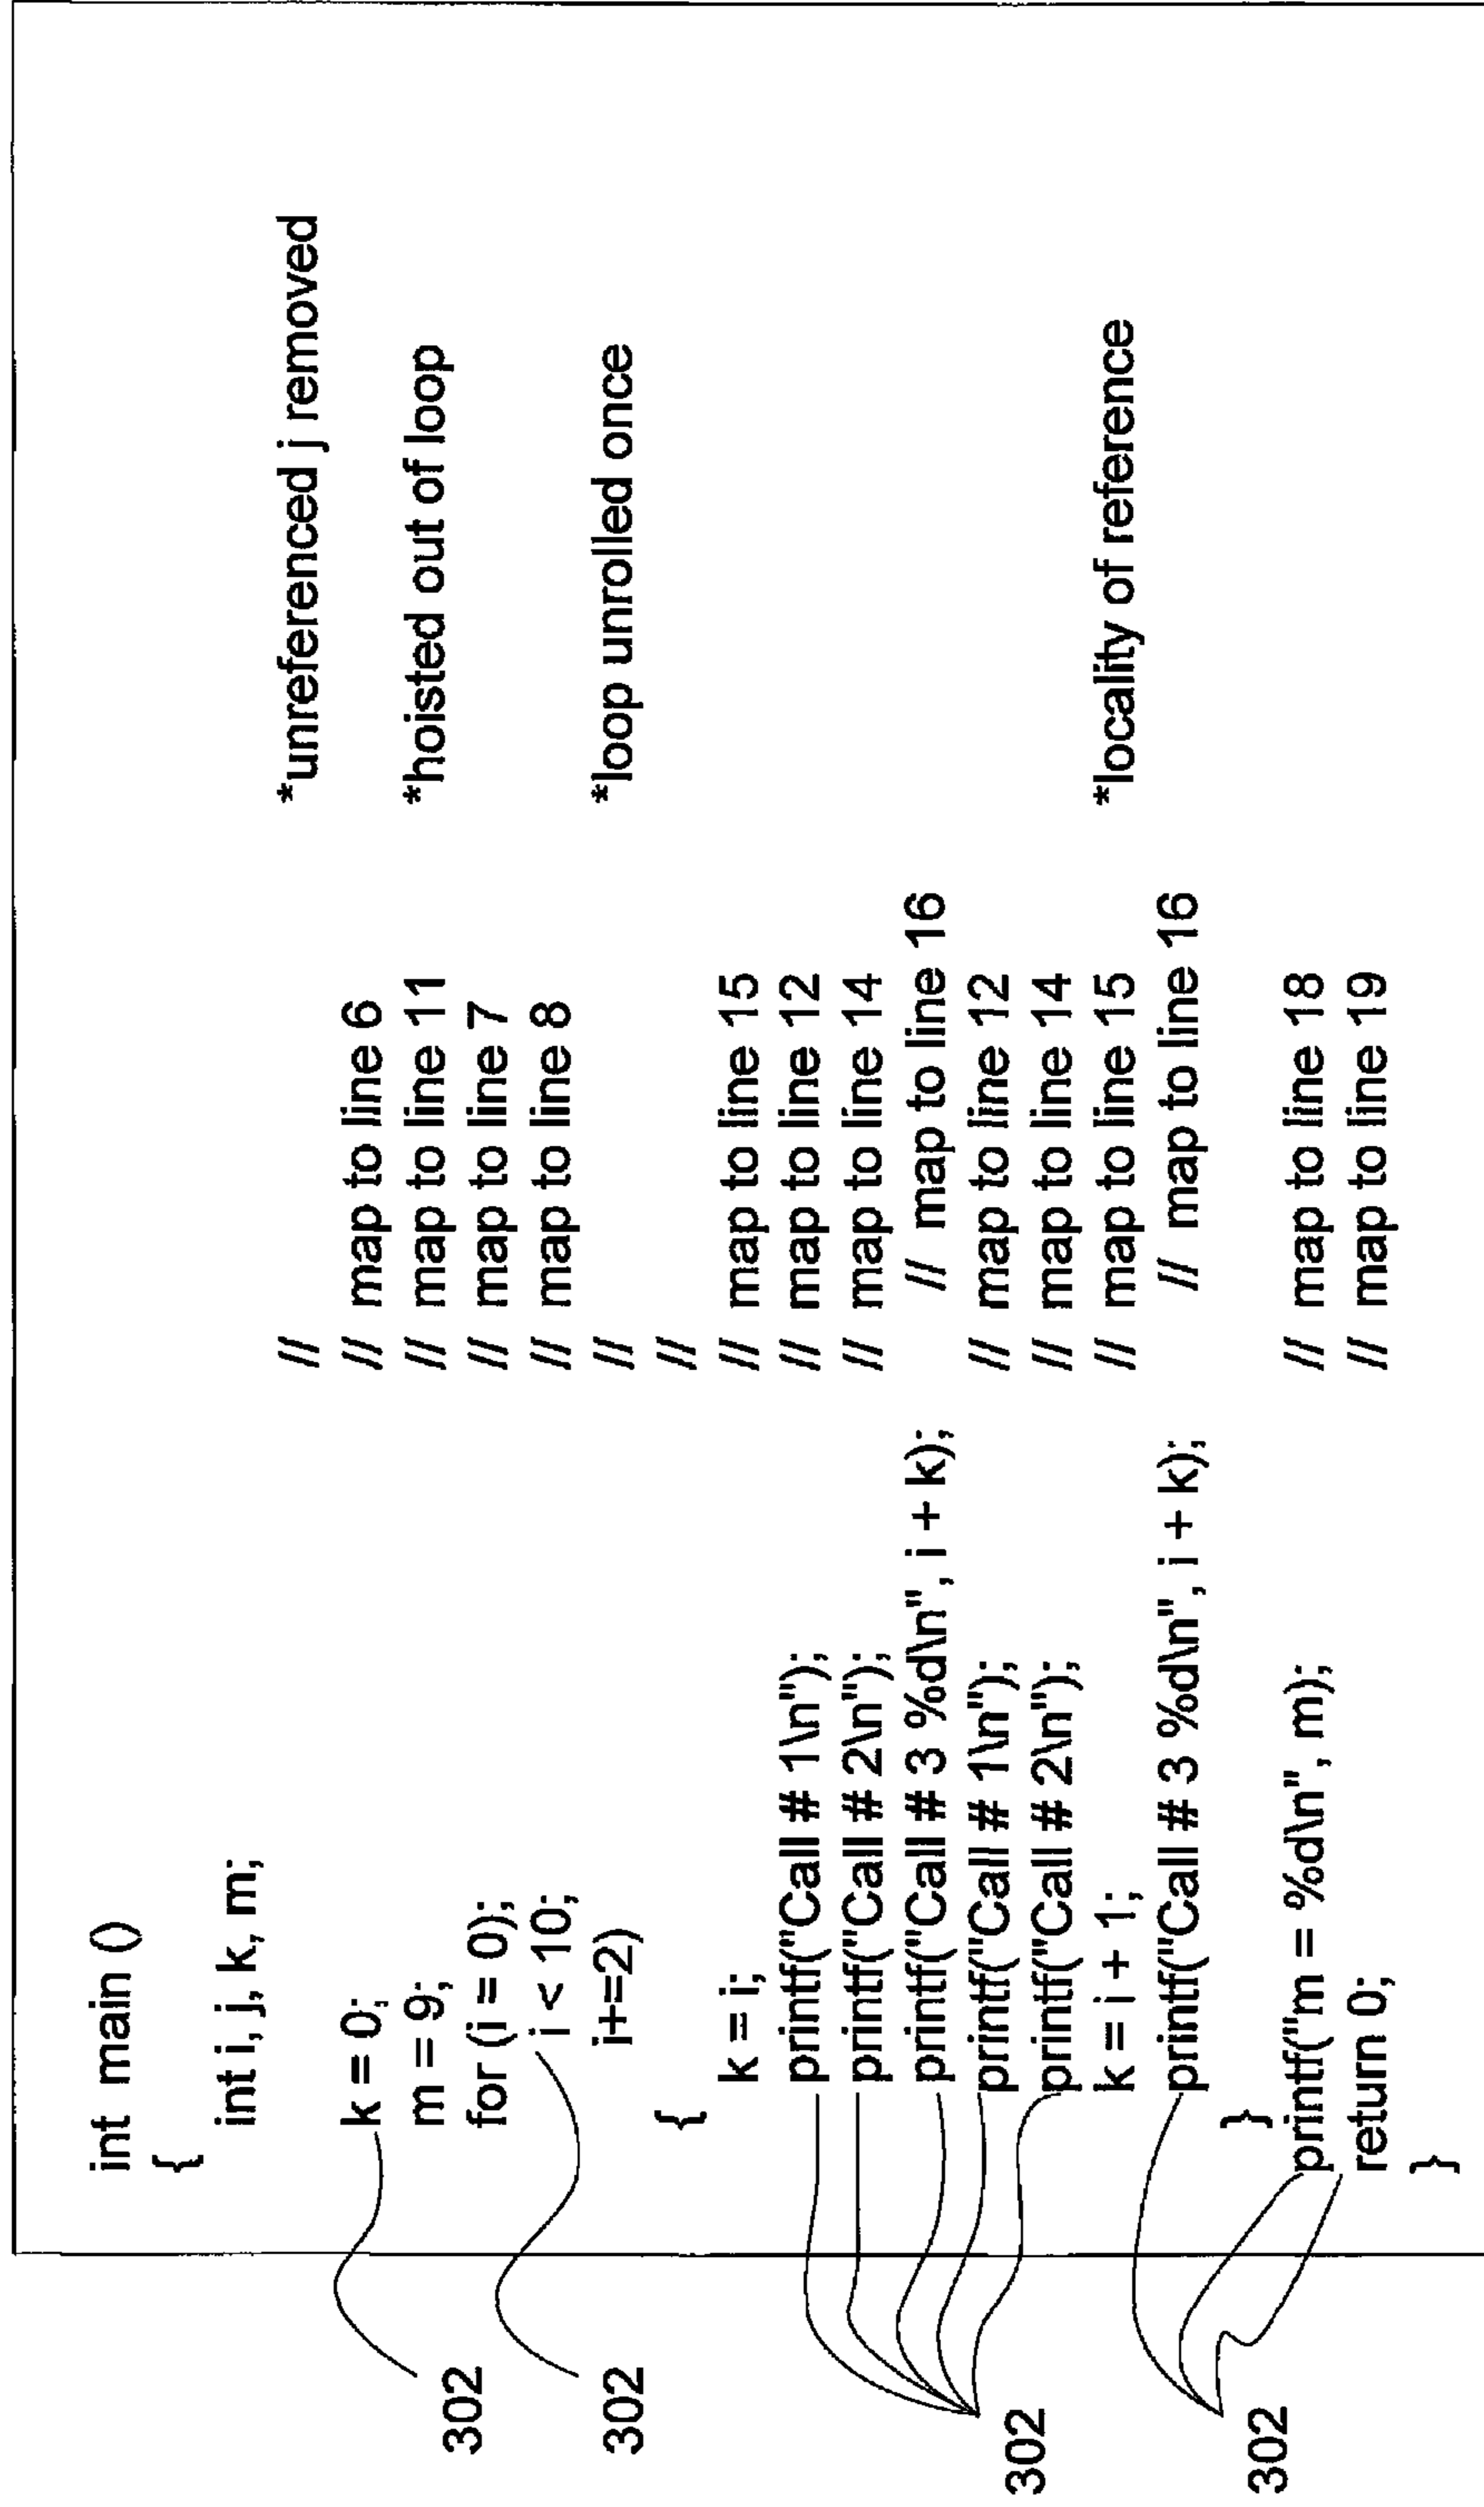 int main ()
{
int i, j, k, m;
// *unreferenced j removed
k = 0; // map to line 6
m = 9; // map to line 11 *hoisted out of loop
for (i = 0); // map to line 7
i < 10; // map to line 8
i+=2) // *loop unrolled once
{ //
k = i; // map to line 15
printf("Call # 1\n"); // map to line 12
printf("Call # 2\n"); // map to line 14
printf("Call # 3 %d\n", i + k); // map to line 16
printf("Call # 1\n"); // map to line 12
printf("Call # 2\n"); // map to line 14
k = i + 1; // map to line 15 *locality of reference
printf("Call # 3 %d\n", i + k); // map to line 16
}
printf("m = %d\n", m); // map to line 18
return 0; // map to line 19
}
302
302
302
302